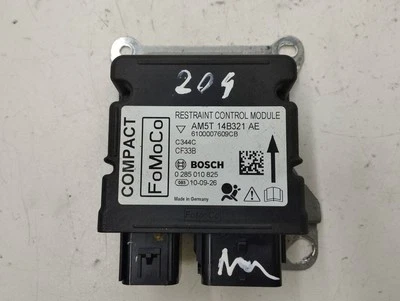 204
RESTRAINT CONTROL MODULE
AM5T 14B321 AE
6100007609CB
C344C
CF33B
BOSCH
0 285 010 825
10-09-26
Made in Germany
COMPACT
FoMoCo